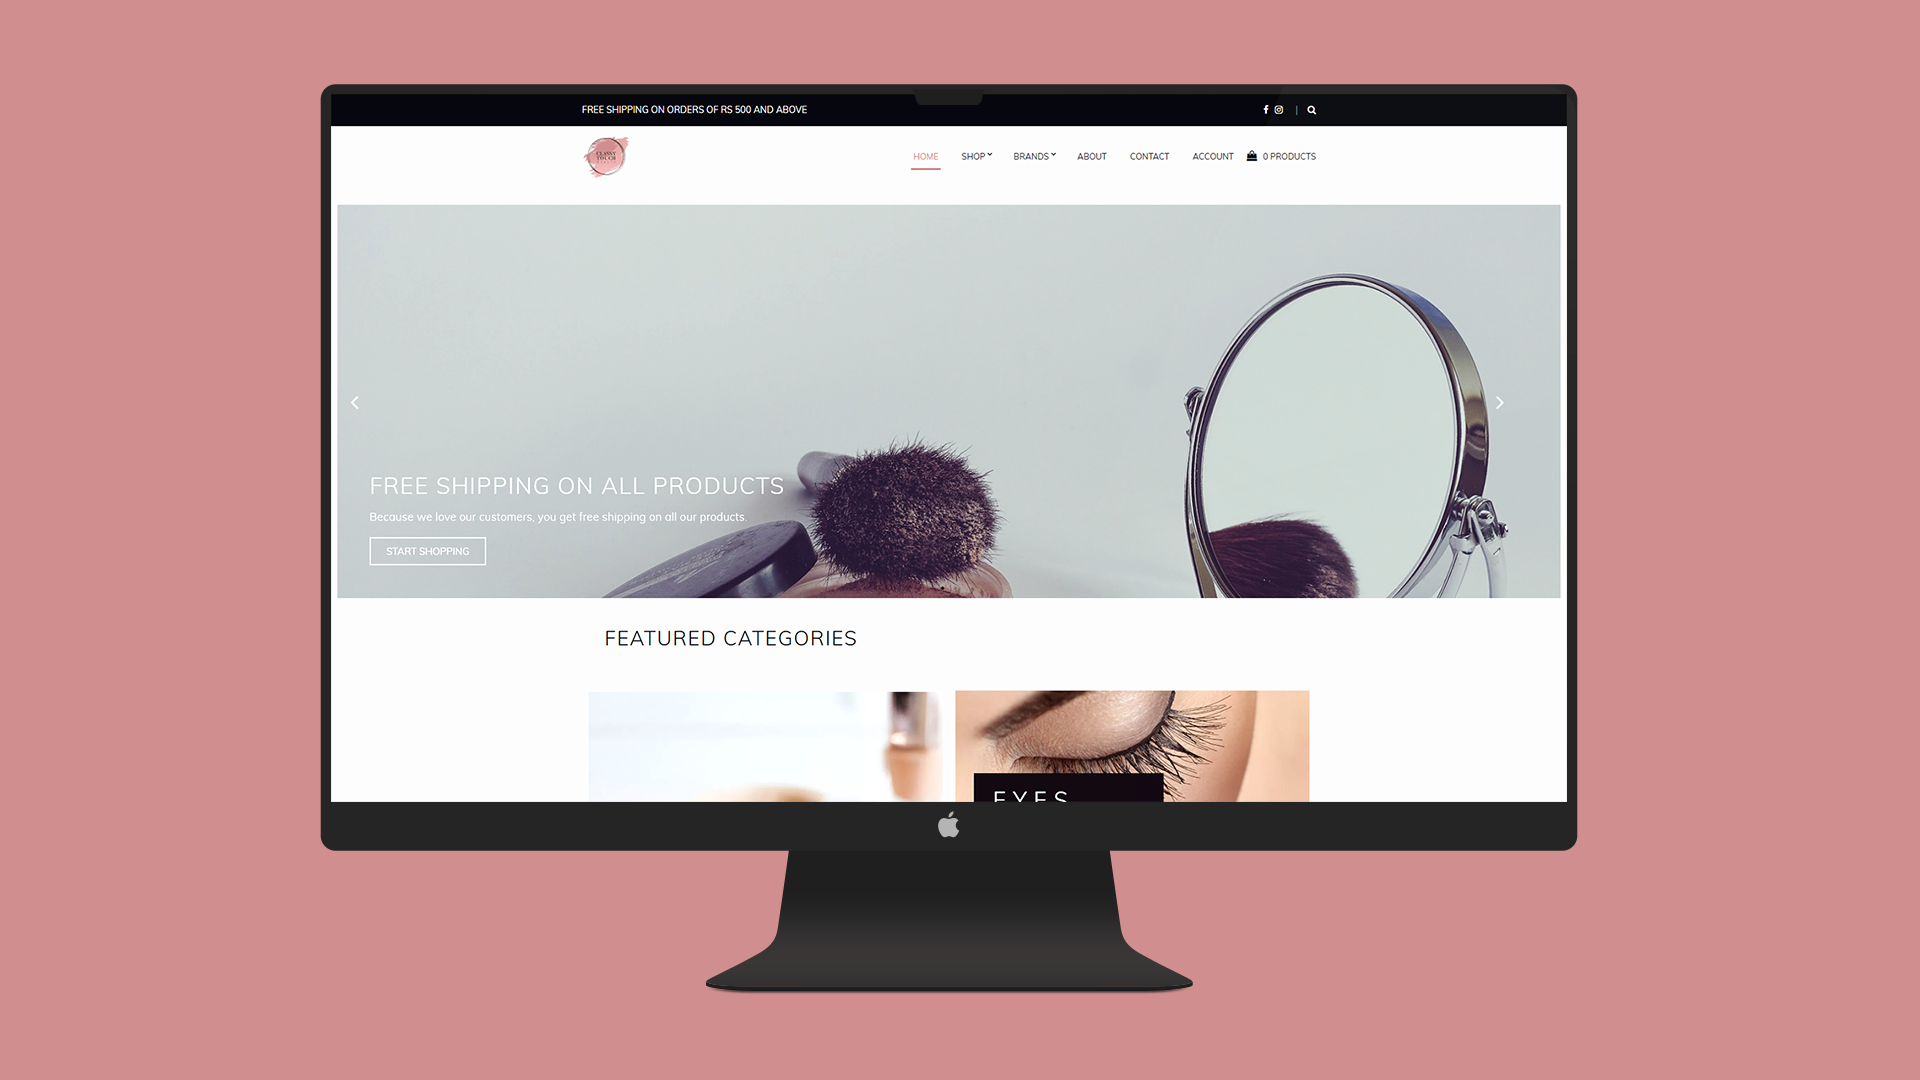 FREE SHIPPING ON ORDERS OF RS 500 AND ABOVE
CLASSY
TOUCH
HOME SHOP BRANDS ABOUT CONTACT ACCOUNT 0 PRODUCTS
FREE SHIPPING ON ALL PRODUCTS
Because we love our customers, you get free shipping on all our products.
START SHOPPING
FEATURED CATEGORIES
EYES